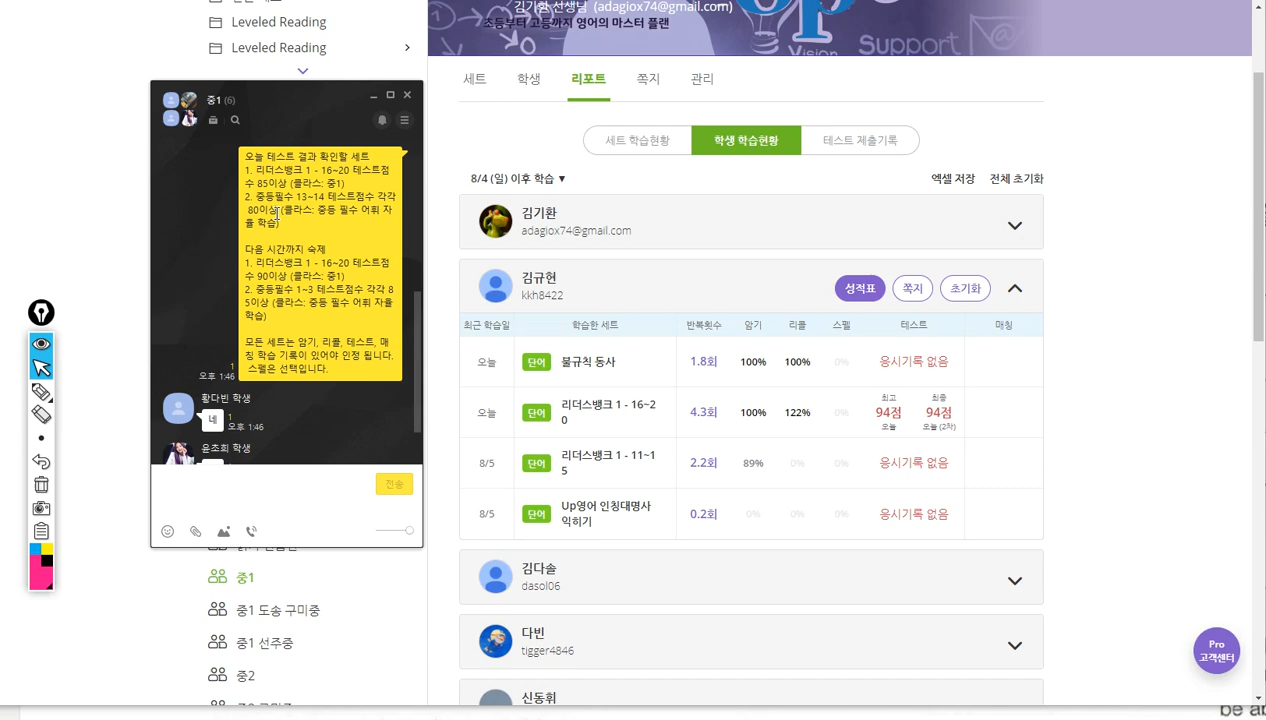 Leveled Reading
Leveled Reading
김기환 선생님 (adagiox74@gmail.com)
초등부터 고등까지 영어의 마스터 플랜
up
Vision
Support
중1 (6)
오늘 테스트 결과 확인할 세트
1. 리더스뱅크 1 - 16~20 테스트점
수 85이상 (클라스: 중1)
2. 중등필수 13~14 테스트점수 각각
80이상 (클라스: 중등 필수 어휘 자
율 학습)
다음 시간까지 숙제
1. 리더스뱅크 1 - 16~20 테스트점
수 90이상 (클라스: 중1)
2. 중등필수 1~3 테스트점수 각각 8
5이상 (클라스: 중등 필수 어휘 자율
학습)
모든 세트는 암기, 리콜, 테스트, 매
칭 학습 기록이 있어야 인정 됩니다.
스펠은 선택입니다.
1
오후 1:46
황다빈 학생
네
1
오후 1:46
윤초희 학생
전송
중1
중1 도송 구미중
중1 선주중
중2
세트 학생 리포트 쪽지 관리
세트 학습현황 학생 학습현황 테스트 제출기록
8/4 (일) 이후 학습 ▼ 엑셀 저장 전체 초기화
김기환
adagiox74@gmail.com
김규현
kkh8422
성적표 쪽지 초기화
최근 학습일 학습한 세트 반복횟수 암기 리콜 스펠 테스트 매칭
오늘 단어 불규칙 동사 1.8회 100% 100% 0% 응시기록 없음
오늘 단어 리더스뱅크 1 - 16~2
0 4.3회 100% 122% 0% 최고 94점 오늘 최종 94점 오늘 (2차)
8/5 단어 리더스뱅크 1 - 11~1
5 2.2회 89% 0% 0% 응시기록 없음
8/5 단어 Up영어 인칭대명사
익히기 0.2회 0% 0% 0% 응시기록 없음
김다솔
dasol06
다빈
tigger4846
신동휘
Pro
고객센터